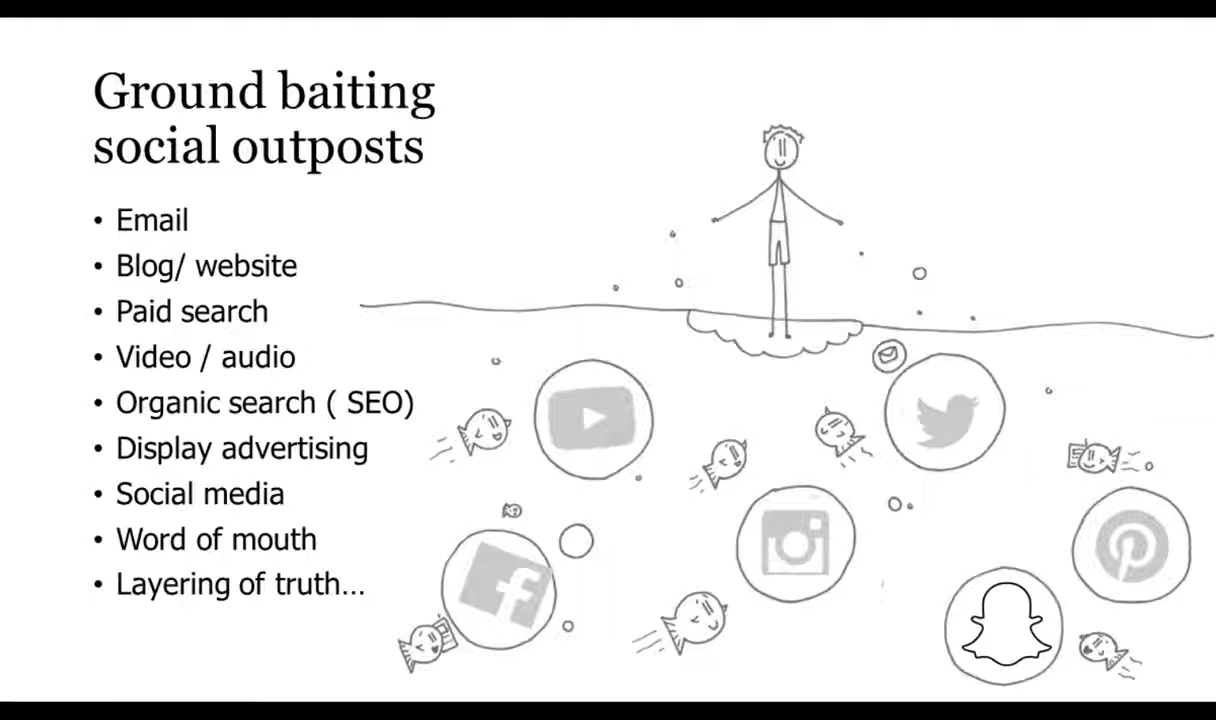 Ground baiting
social outposts
• Email
• Blog/ website
• Paid search
• Video / audio
• Organic search ( SEO)
• Display advertising
• Social media
• Word of mouth
• Layering of truth...